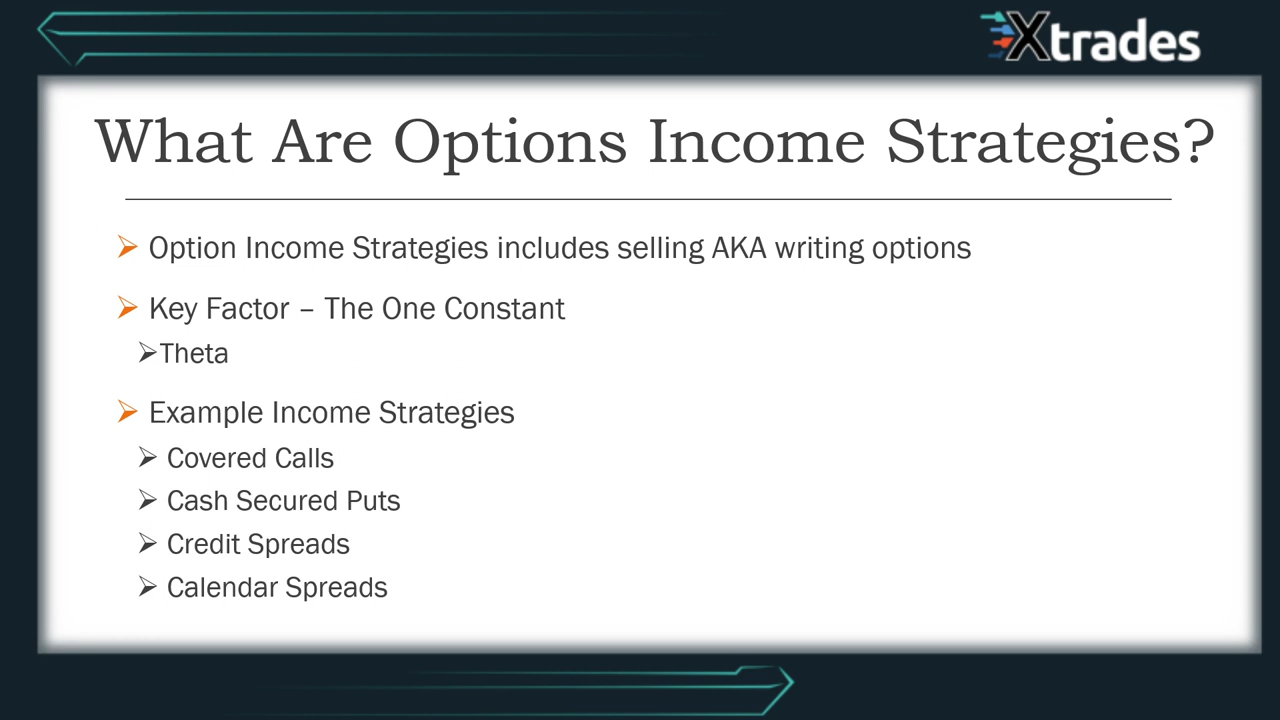 Xtrades
What Are Options Income Strategies?
Option Income Strategies includes selling AKA writing options
Key Factor – The One Constant
Theta
Example Income Strategies
Covered Calls
Cash Secured Puts
Credit Spreads
Calendar Spreads